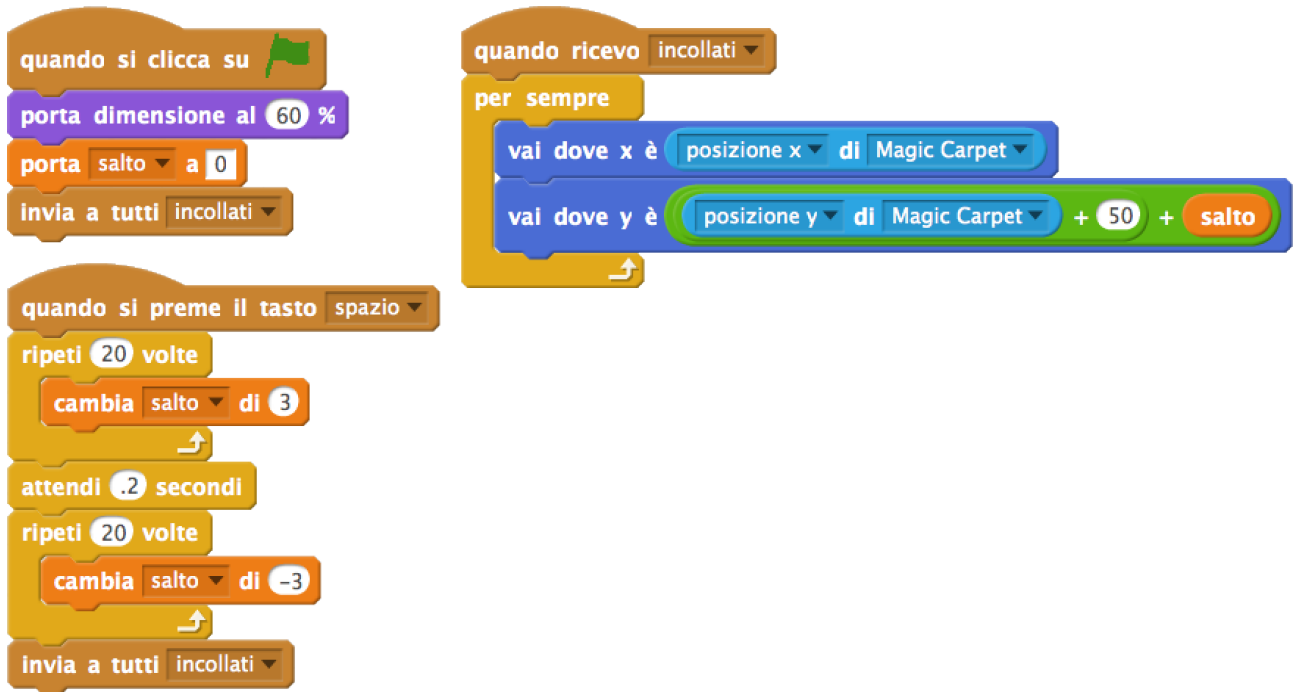 quando si clicca su
porta dimensione al 60 %
porta salto a 0
invia a tutti incollati
quando si preme il tasto spazio
ripeti 20 volte
cambia salto di 3
attendi .2 secondi
ripeti 20 volte
cambia salto di -3
invia a tutti incollati
quando ricevo incollati
per sempre
vai dove x è posizione x di Magic Carpet
vai dove y è posizione y di Magic Carpet + 50 + salto